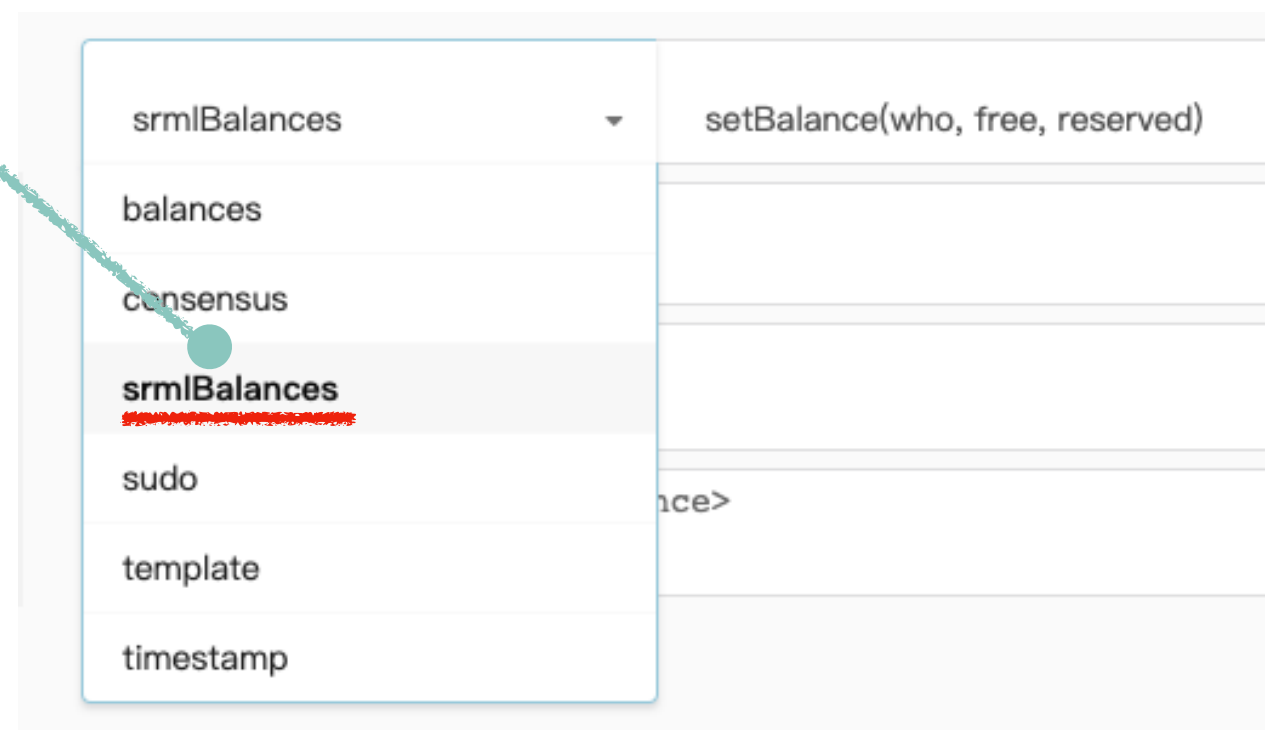 srmlBalances
setBalance(who, free, reserved)
balances
consensus
srmlBalances
sudo
template
timestamp